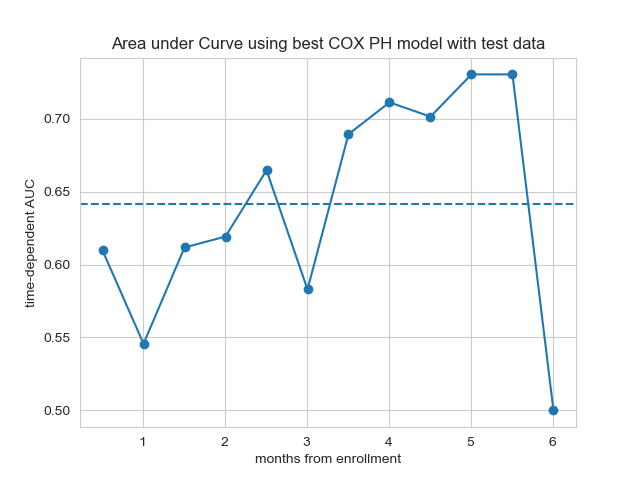 Area under Curve using best COX PH model with test data
time-dependent AUC
0.70
0.65
0.60
0.55
0.50
1 2 3 4 5 6
months from enrollment